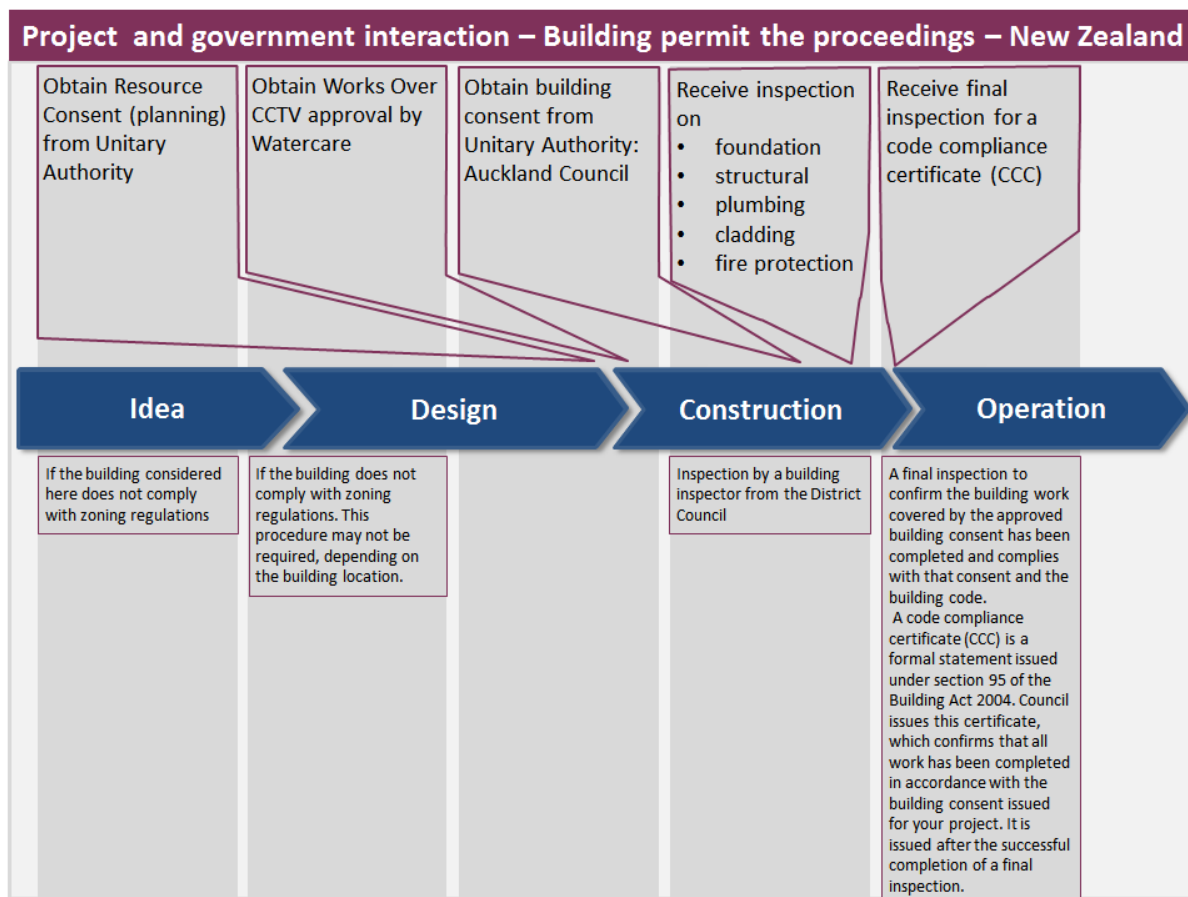 Project and government interaction – Building permit the proceedings – New Zealand
Obtain Resource
Consent (planning)
from Unitary
Authority
Obtain Works Over
CCTV approval by
Watercare
Obtain building
consent from
Unitary Authority:
Auckland Council
Receive inspection
on
• foundation
• structural
• plumbing
• cladding
• fire protection
Receive final
inspection for a
code compliance
certificate (CCC)
Idea
Design
Construction
Operation
If the building considered
here does not comply
with zoning regulations
If the building does not
comply with zoning
regulations. This
procedure may not be
required, depending on
the building location.
Inspection by a building
inspector from the District
Council
A final inspection to
confirm the building work
covered by the approved
building consent has been
completed and complies
with that consent and the
building code.
A code compliance
certificate (CCC) is a
formal statement issued
under section 95 of the
Building Act 2004. Council
issues this certificate,
which confirms that all
work has been completed
in accordance with the
building consent issued
for your project. It is
issued after the successful
completion of a final
inspection.